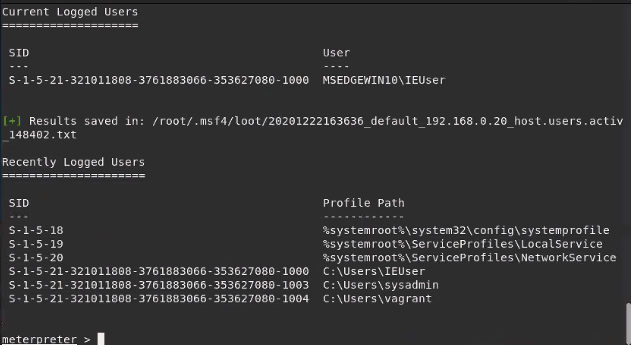 Current Logged Users
====================
SID User
--- ----
S-1-5-21-321011808-3761883066-353627080-1000 MSEDGEWIN10\IEUser
[+] Results saved in: /root/.msf4/loot/20201222163636_default_192.168.0.20_host.users.activ
_148402.txt
Recently Logged Users
=====================
SID Profile Path
--- ------------
S-1-5-18 %systemroot%\system32\config\systemprofile
S-1-5-19 %systemroot%\ServiceProfiles\LocalService
S-1-5-20 %systemroot%\ServiceProfiles\NetworkService
S-1-5-21-321011808-3761883066-353627080-1000 C:\Users\IEUser
S-1-5-21-321011808-3761883066-353627080-1003 C:\Users\sysadmin
S-1-5-21-321011808-3761883066-353627080-1004 C:\Users\vagrant
meterpreter >